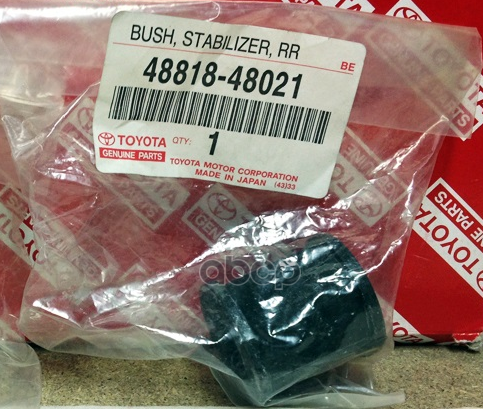 BUSH, STABILIZER, RR
BE
48818-48021
TOYOTA
GENUINE PARTS
QTY: 1
TOYOTA MOTOR CORPORATION
MADE IN JAPAN (43)33
TOYOTA
GENUINE PARTS